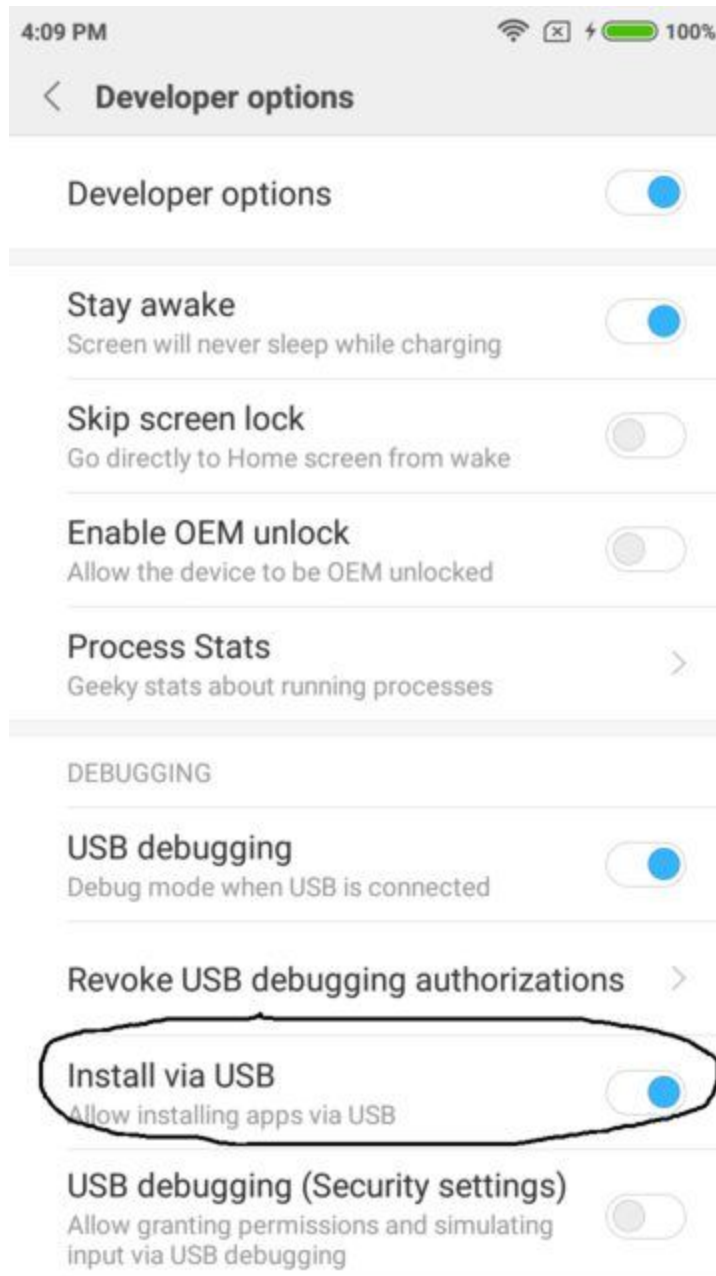 4:09 PM
100%
Developer options
Developer options
Stay awake
Screen will never sleep while charging
Skip screen lock
Go directly to Home screen from wake
Enable OEM unlock
Allow the device to be OEM unlocked
Process Stats
Geeky stats about running processes
DEBUGGING
USB debugging
Debug mode when USB is connected
Revoke USB debugging authorizations
Install via USB
Allow installing apps via USB
USB debugging (Security settings)
Allow granting permissions and simulating
input via USB debugging